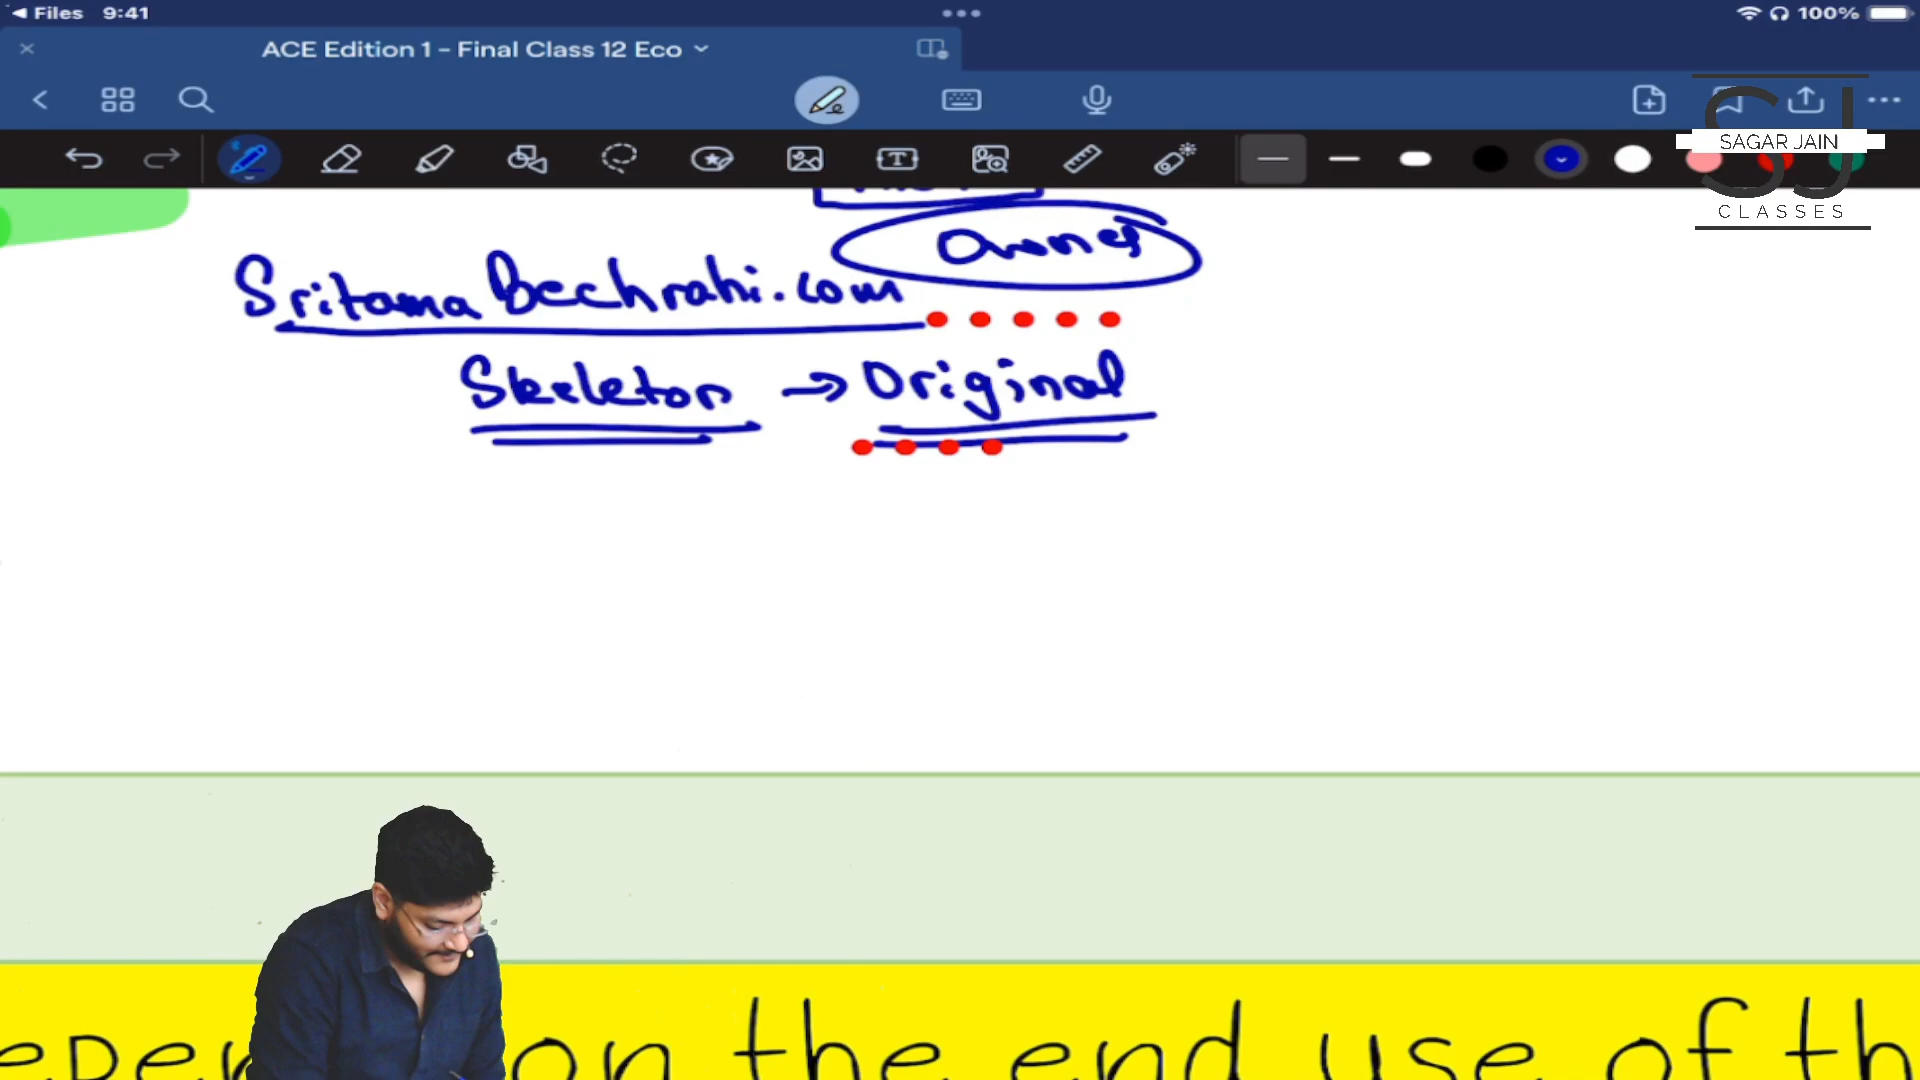 Files 9:41 100%
ACE Edition 1 - Final Class 12 Eco
SAGAR JAIN
CLASSES
Owner
SritamaBechrahi.com
Skeleton → Original
on the end use of th